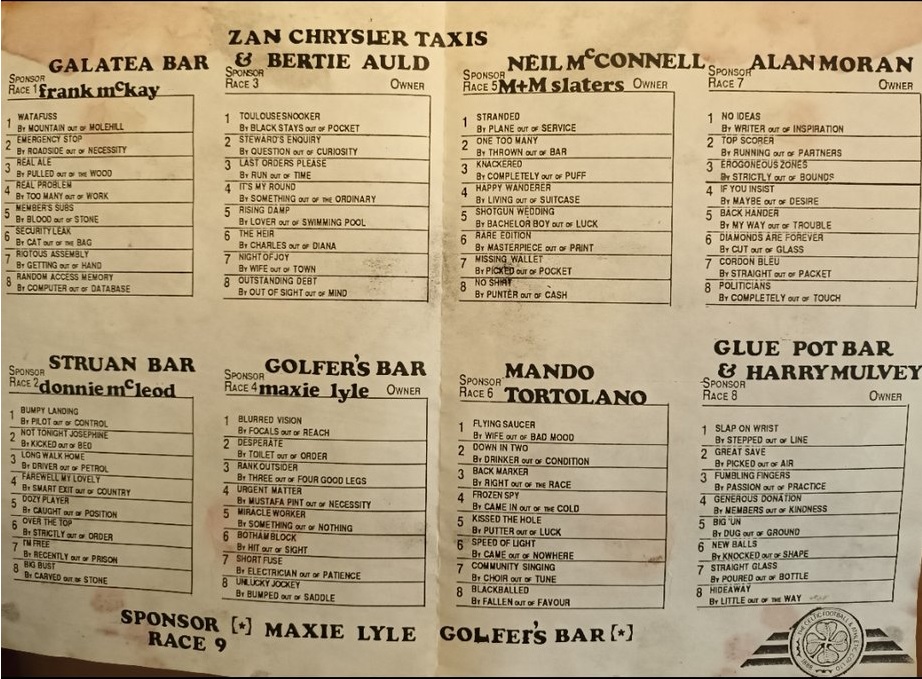 GALATEA BAR
SPONSOR
RACE 1 frank mcKay
1 WATAFUSS
BY MOUNTAIN OUT OF MOLEHILL
2 EMERGENCY STOP
BY ROADSIDE OUT OF NECESSITY
3 REAL ALE
BY PULLED OUT OF THE WOOD
4 REAL PROBLEM
BY TOO MANY OUT OF WORK
5 MEMBER'S SUBS
BY BLOOD OUT OF STONE
6 SECURITY LEAK
BY CAT OUT OF THE BAG
7 RIOTOUS ASSEMBLY
BY GETTING OUT OF HAND
8 RANDOM ACCESS MEMORY
BY COMPUTER OUT OF DATABASE
STRUAN BAR
SPONSOR
RACE 2 donnie mcleod
1 BUMPY LANDING
BY PILOT OUT OF CONTROL
2 NOT TONIGHT JOSEPHINE
BY KICKED OUT OF BED
3 LONG WALK HOME
BY DRIVER OUT OF PETROL
4 FAREWELL MY LOVELY
BY SMART EXIT OUT OF COUNTRY
5 DOZY PLAYER
BY CAUGHT OUT OF POSITION
6 OVER THE TOP
BY STRICTLY OUT OF ORDER
7 I'M FREE
BY RECENTLY OUT OF PRISON
8 BIG BUST
BY CARVED OUT OF STONE
ZAN CHRYSLER TAXIS
& BERTIE AULD
SPONSOR
RACE 3 OWNER
1 TOULOUSESNOOKER
BY BLACK STAYS OUT OF POCKET
2 STEWARD'S ENQUIRY
BY QUESTION OUT OF CURIOSITY
3 LAST ORDERS PLEASE
BY RUN OUT OF TIME
4 IT'S MY ROUND
BY SOMETHING OUT OF THE ORDINARY
5 RISING DAMP
BY LOVER OUT OF SWIMMING POOL
6 THE HEIR
BY CHARLES OUT OF DIANA
7 NIGHT OF JOY
BY WIFE OUT OF TOWN
8 OUTSTANDING DEBT
BY OUT OF SIGHT OUT OF MIND
GOLFER'S BAR
SPONSOR
RACE 4 maxie lyle OWNER
1 BLURRED VISION
BY FOCALS OUT OF REACH
2 DESPERATE
BY TOILET OUT OF ORDER
3 RANK OUTSIDER
BY THREE OUT OF FOUR GOOD LEGS
4 URGENT MATTER
BY MUSTAFA PINT OUT OF NECESSITY
5 MIRACLE WORKER
BY SOMETHING OUT OF NOTHING
6 BOTHAM BLOCK
BY HIT OUT OF SIGHT
7 SHORT FUSE
BY ELECTRICIAN OUT OF PATIENCE
8 UNLUCKY JOCKEY
BY BUMPED OUT OF SADDLE
NEIL McCONNELL
SPONSOR
RACE 5 M+M slaters OWNER
1 STRANDED
BY PLANE OUT OF SERVICE
2 ONE TOO MANY
BY THROWN OUT OF BAR
3 KNACKERED
BY COMPLETELY OUT OF PUFF
4 HAPPY WANDERER
BY LIVING OUT OF SUITCASE
5 SHOTGUN WEDDING
BY BACHELOR BOY OUT OF LUCK
6 RARE EDITION
BY MASTERPIECE OUT OF PRINT
7 MISSING WALLET
BY PICKED OUT OF POCKET
8 NO SHIRT
BY PUNTER OUT OF CASH
MANDO
SPONSOR
RACE 6 TORTOLANO
1 FLYING SAUCER
BY WIFE OUT OF BAD MOOD
2 DOWN IN TWO
BY DRINKER OUT OF CONDITION
3 BACK MARKER
BY RIGHT OUT OF THE RACE
4 FROZEN SPY
BY CAME IN OUT OF THE COLD
5 KISSED THE HOLE
BY PUTTER OUT OF LUCK
6 SPEED OF LIGHT
BY CAME OUT OF NOWHERE
7 COMMUNITY SINGING
BY CHOIR OUT OF TUNE
8 BLACKBALLED
BY FALLEN OUT OF FAVOUR
ALAN MORAN
SPONSOR
RACE 7 OWNER
1 NO IDEAS
BY WRITER OUT OF INSPIRATION
2 TOP SCORER
BY RUNNING OUT OF PARTNERS
3 EROGONEOUS ZONES
BY STRICTLY OUT OF BOUNDS
4 IF YOU INSIST
BY MAYBE OUT OF DESIRE
5 BACK HANDER
BY MY WAY OUT OF TROUBLE
6 DIAMONDS ARE FOREVER
BY CUT OUT OF GLASS
7 CORDON BLEU
BY STRAIGHT OUT OF PACKET
8 POLITICIANS
BY COMPLETELY OUT OF TOUCH
GLUE POT BAR
& HARRY MULVEY
SPONSOR
RACE 8 OWNER
1 SLAP ON WRIST
BY STEPPED OUT OF LINE
2 GREAT SAVE
BY PICKED OUT OF AIR
3 FUMBLING FINGERS
BY PASSION OUT OF PRACTICE
4 GENEROUS DONATION
BY MEMBERS OUT OF KINDNESS
5 BIG 'UN
BY DUG OUT OF GROUND
6 NEW BALLS
BY KNOCKED OUT OF SHAPE
7 STRAIGHT GLASS
BY POURED OUT OF BOTTLE
8 HIDEAWAY
BY LITTLE OUT OF THE WAY
SPONSOR [*] MAXIE LYLE GOLFER'S BAR [*]
RACE 9
THE CELTIC FOOTBALL & ATHLETIC CO. LTD
1888